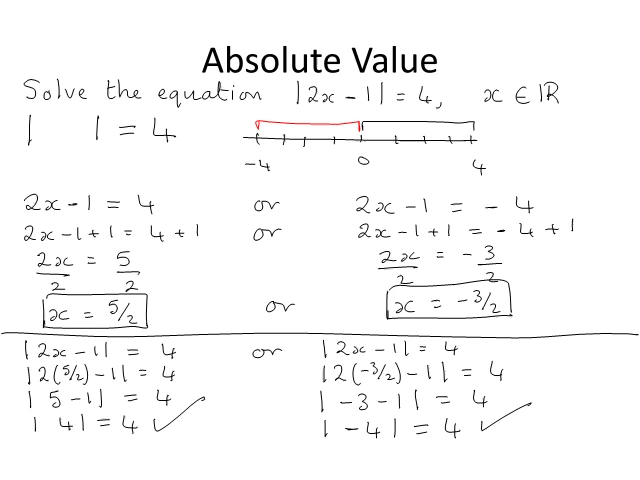 Absolute Value
Solve the equation |2x - 1| = 4, x ∈ ℝ
|  | = 4
-4 0 4
2x - 1 = 4 or 2x - 1 = - 4
2x - 1 + 1 = 4 + 1 or 2x - 1 + 1 = - 4 + 1
2x/2 = 5/2 2x/2 = - 3/2
x = 5/2 or x = - 3/2
|2x - 1| = 4 or |2x - 1| = 4
|2(5/2) - 1| = 4 |2(-3/2) - 1| = 4
|5 - 1| = 4 |-3 - 1| = 4
|4| = 4 ✓ |-4| = 4 ✓